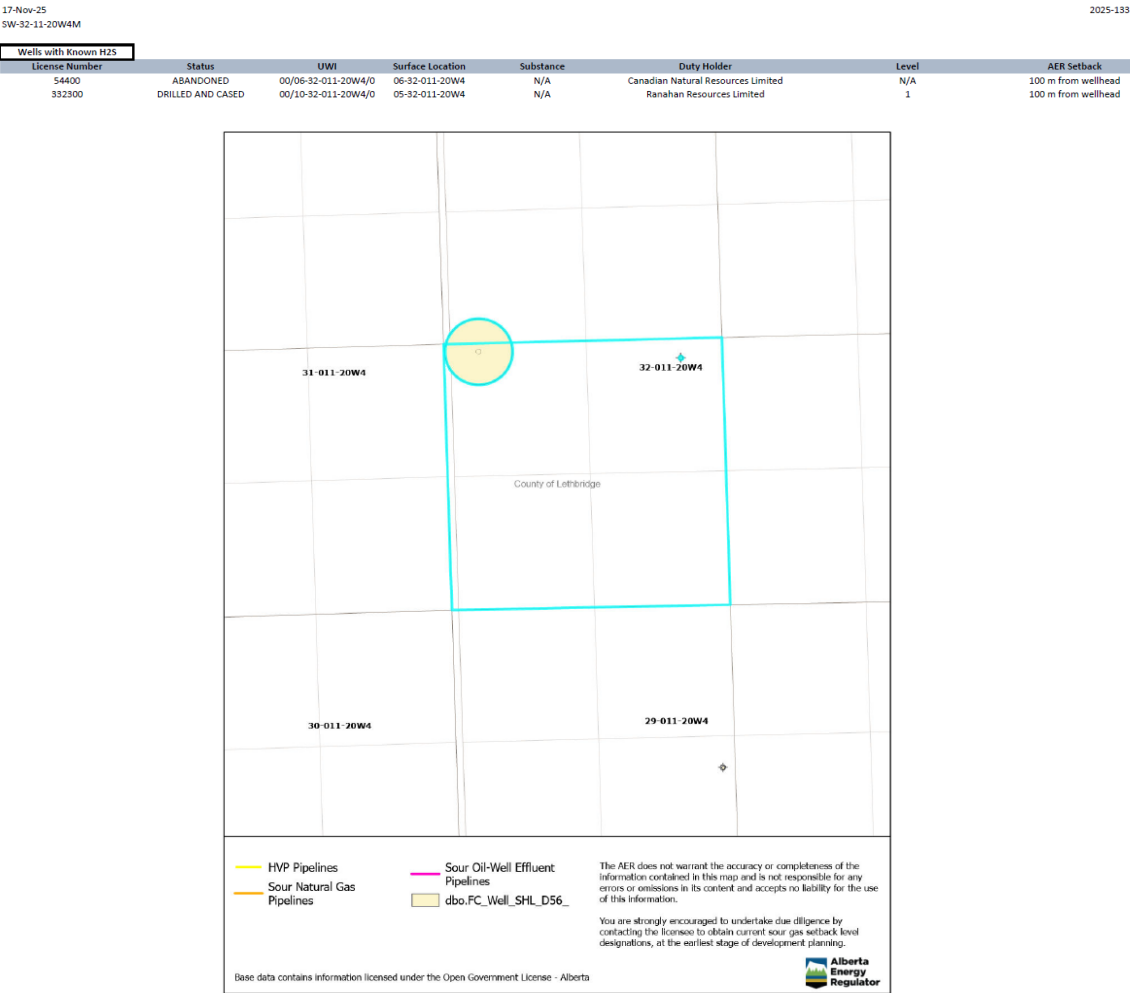 17-Nov-25
2025-133
SW-32-11-20W4M
Wells with Known H2S
License Number Status UWI Surface Location Substance Duty Holder Level AER Setback
54400 ABANDONED 00/06-32-011-20W4/0 06-32-011-20W4 N/A Canadian Natural Resources Limited N/A 100 m from wellhead
332300 DRILLED AND CASED 00/10-32-011-20W4/0 05-32-011-20W4 N/A Ranahan Resources Limited 1 100 m from wellhead
31-011-20W4
32-011-20W4
County of Lethbridge
30-011-20W4
29-011-20W4
HVP Pipelines
Sour Natural Gas
Pipelines
Sour Oil-Well Effluent
Pipelines
dbo.FC_Well_SHL_D56_
The AER does not warrant the accuracy or completeness of the
information contained in this map and is not responsible for any
errors or omissions in its content and accepts no liability for the use
of this information.
You are strongly encouraged to undertake due diligence by
contacting the licensee to obtain current sour gas setback level
designations, at the earliest stage of development planning.
Base data contains information licensed under the Open Government License - Alberta
Alberta
Energy
Regulator